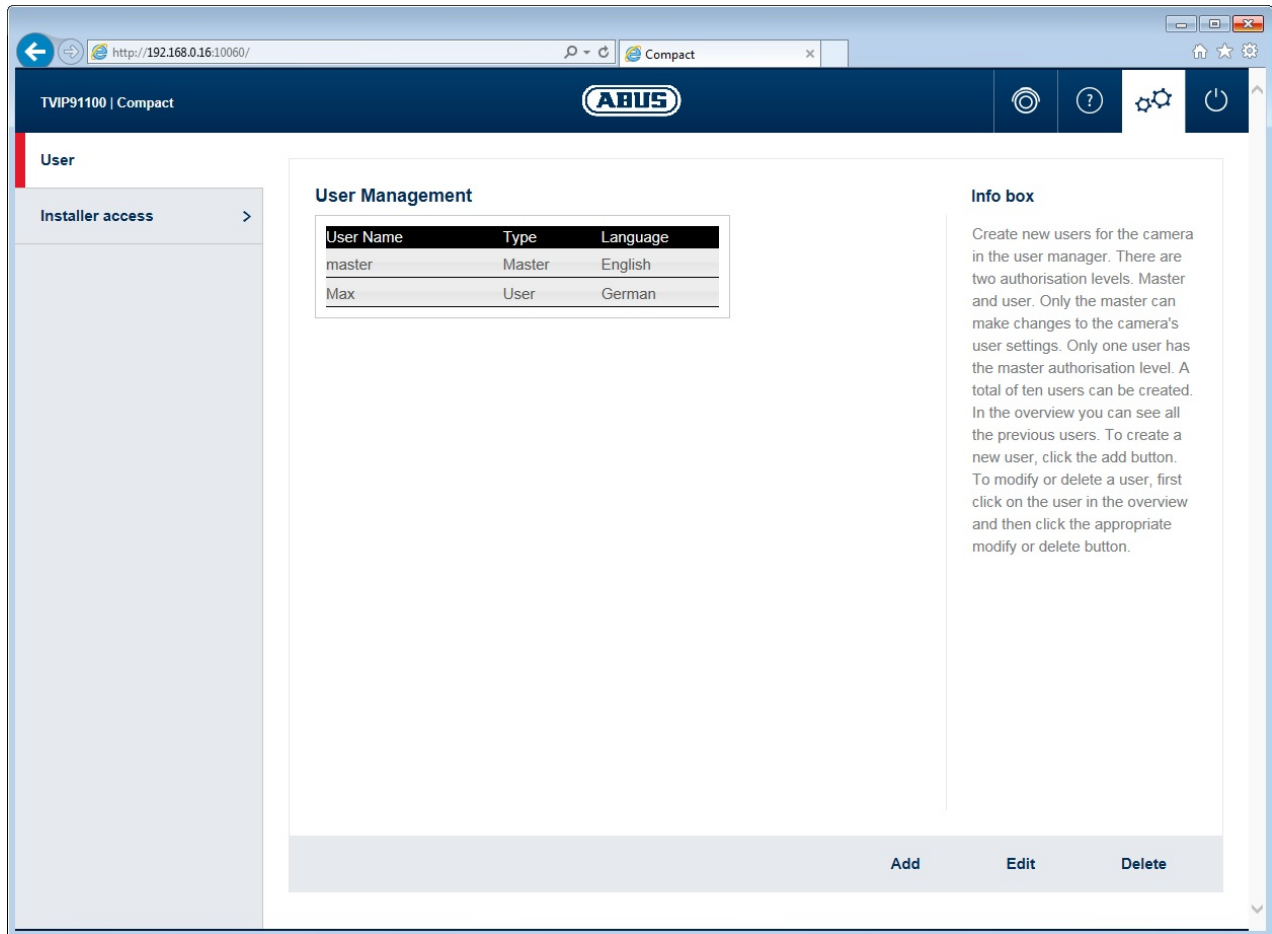 http://192.168.0.16:10060/
Compact
TVIP91100 | Compact
ABUS
?
User
Installer access >
User Management
User Name Type Language
master Master English
Max User German
Info box
Create new users for the camera
in the user manager. There are
two authorisation levels. Master
and user. Only the master can
make changes to the camera's
user settings. Only one user has
the master authorisation level. A
total of ten users can be created.
In the overview you can see all
the previous users. To create a
new user, click the add button.
To modify or delete a user, first
click on the user in the overview
and then click the appropriate
modify or delete button.
Add Edit Delete